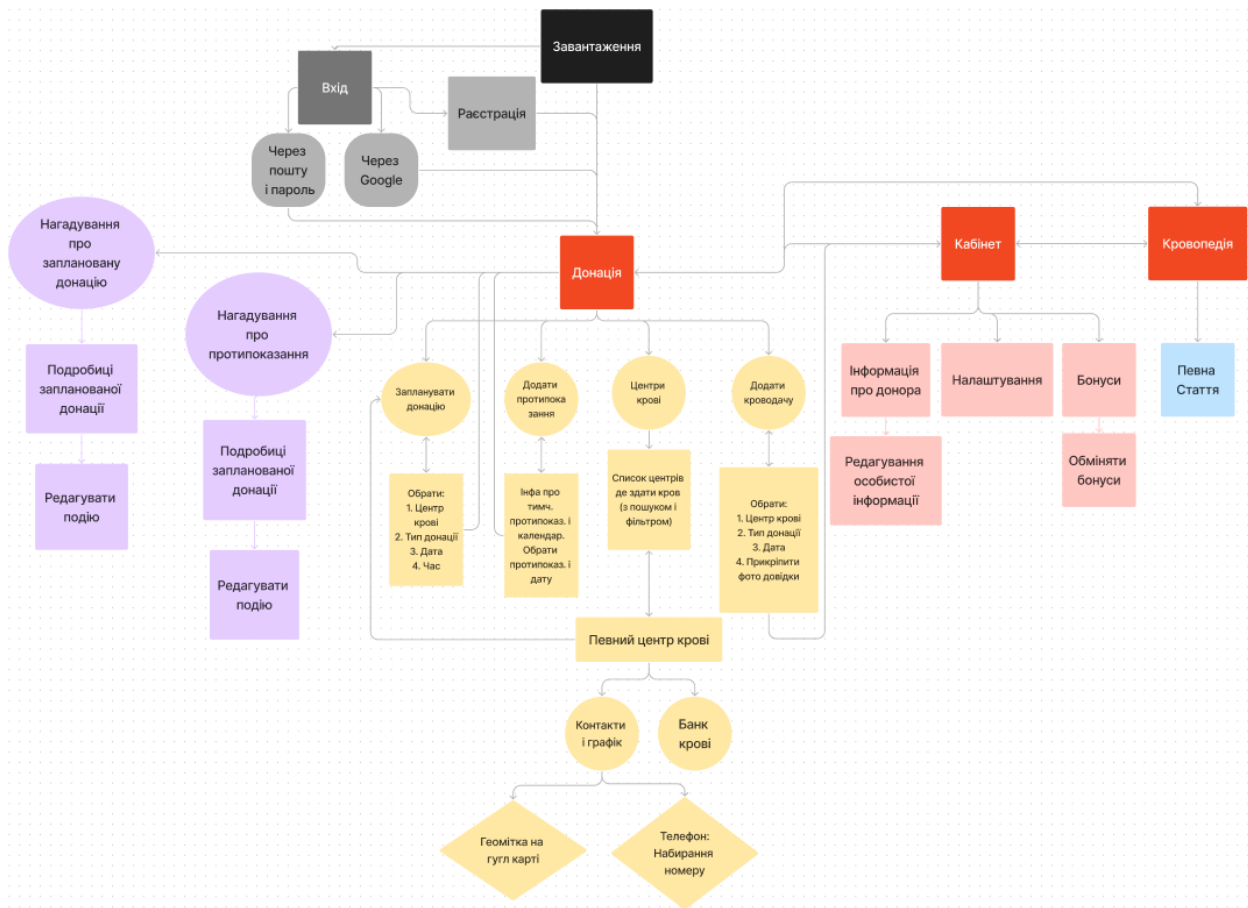 Завантаження
Вхід
Раєстрація
Через
пошту
і пароль
Через
Google
Нагадування
про
заплановану
донацію
Нагадування
про
протипоказання
Донація
Кабінет
Кровопедія
Подробиці
запланованої
донації
Редагувати
подію
Подробиці
запланованої
донації
Редагувати
подію
Запланувати
донацію
Додати
протипока
зання
Центри
крові
Додати
кроводачу
Інформація
про донора
Налаштування
Бонуси
Певна
Стаття
Редагування
особистої
інформації
Обміняти
бонуси
Обрати:
1. Центр
крові
2. Тип донації
3. Дата
4. Час
Інфа про
тимч.
протипоказ. і
календар.
Обрати
протипоказ. і
дату
Список центрів
де здати кров
(з пошуком і
фільтром)
Обрати:
1. Центр крові
2. Тип донації
3. Дата
4. Прикріпити
фото довідки
Певний центр крові
Контакти
і графік
Банк
крові
Геомітка на
гугл карті
Телефон:
Набирання
номеру